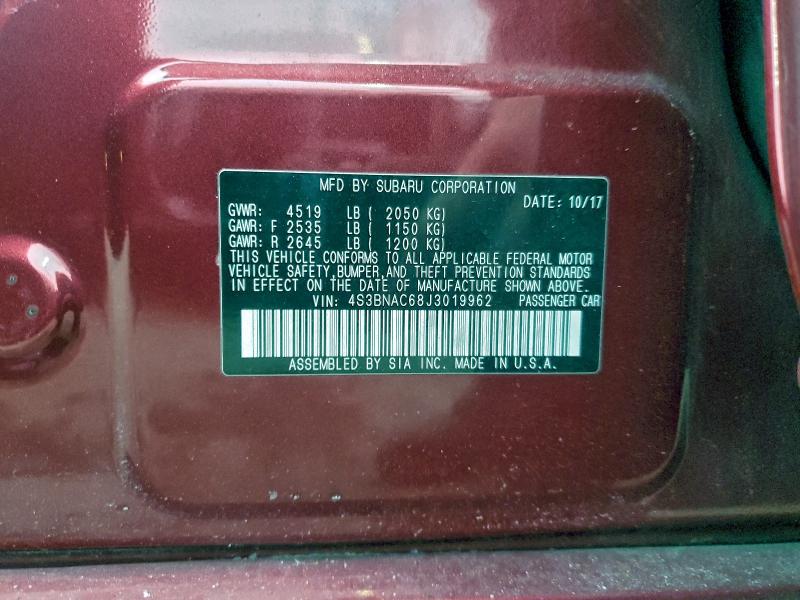 MFD BY SUBARU CORPORATION
DATE: 10/17
GVWR: 4519 LB ( 2050 KG)
GAWR: F 2535 LB ( 1150 KG)
GAWR: R 2645 LB ( 1200 KG)
THIS VEHICLE CONFORMS TO ALL APPLICABLE FEDERAL MOTOR
VEHICLE SAFETY,BUMPER,AND THEFT PREVENTION STANDARDS
IN EFFECT ON THE DATE OF MANUFACTURE SHOWN ABOVE.
VIN: 4S3BNAC68J3019962 PASSENGER CAR
ASSEMBLED BY SIA INC. MADE IN U.S.A.